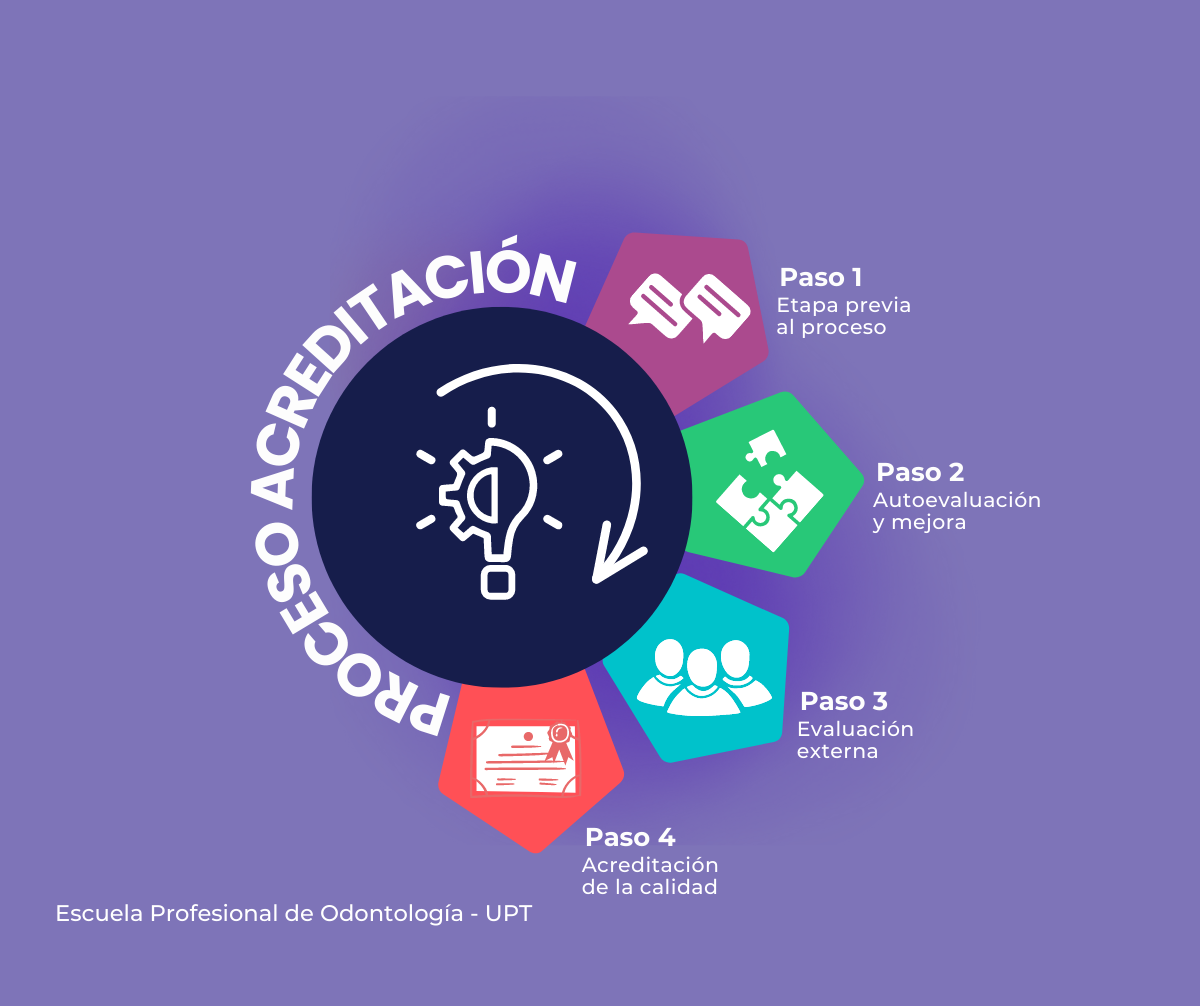 PROCESO ACREDITACIÓN
Paso 1
Etapa previa
al proceso
Paso 2
Autoevaluación
y mejora
Paso 3
Evaluación
externa
Paso 4
Acreditación
de la calidad
Escuela Profesional de Odontología - UPT